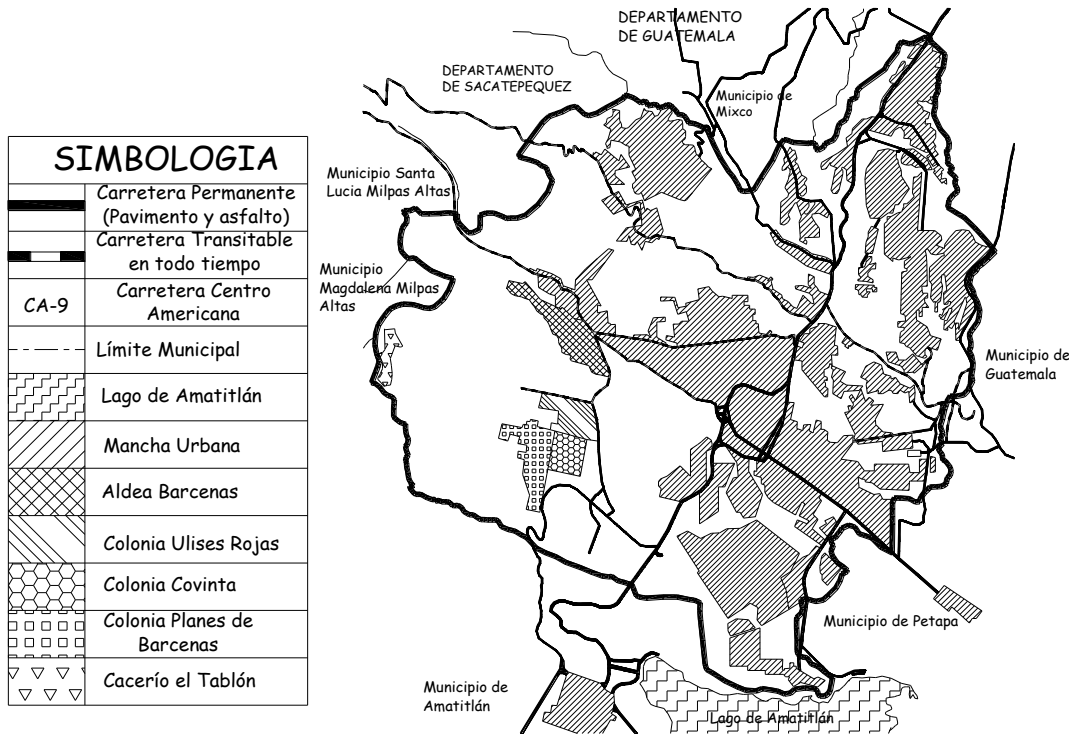 SIMBOLOGIA
Carretera Permanente
(Pavimento y asfalto)
Carretera Transitable
en todo tiempo
CA-9
Carretera Centro
Americana
Límite Municipal
Lago de Amatitlán
Mancha Urbana
Aldea Barcenas
Colonia Ulises Rojas
Colonia Covinta
Colonia Planes de
Barcenas
Cacerío el Tablón
DEPARTAMENTO
DE GUATEMALA
DEPARTAMENTO
DE SACATEPEQUEZ
Municipio de
Mixco
Municipio Santa
Lucia Milpas Altas
Municipio
Magdalena Milpas
Altas
Municipio de
Guatemala
Municipio de Petapa
Municipio de
Amatitlán
Lago de Amatitlán